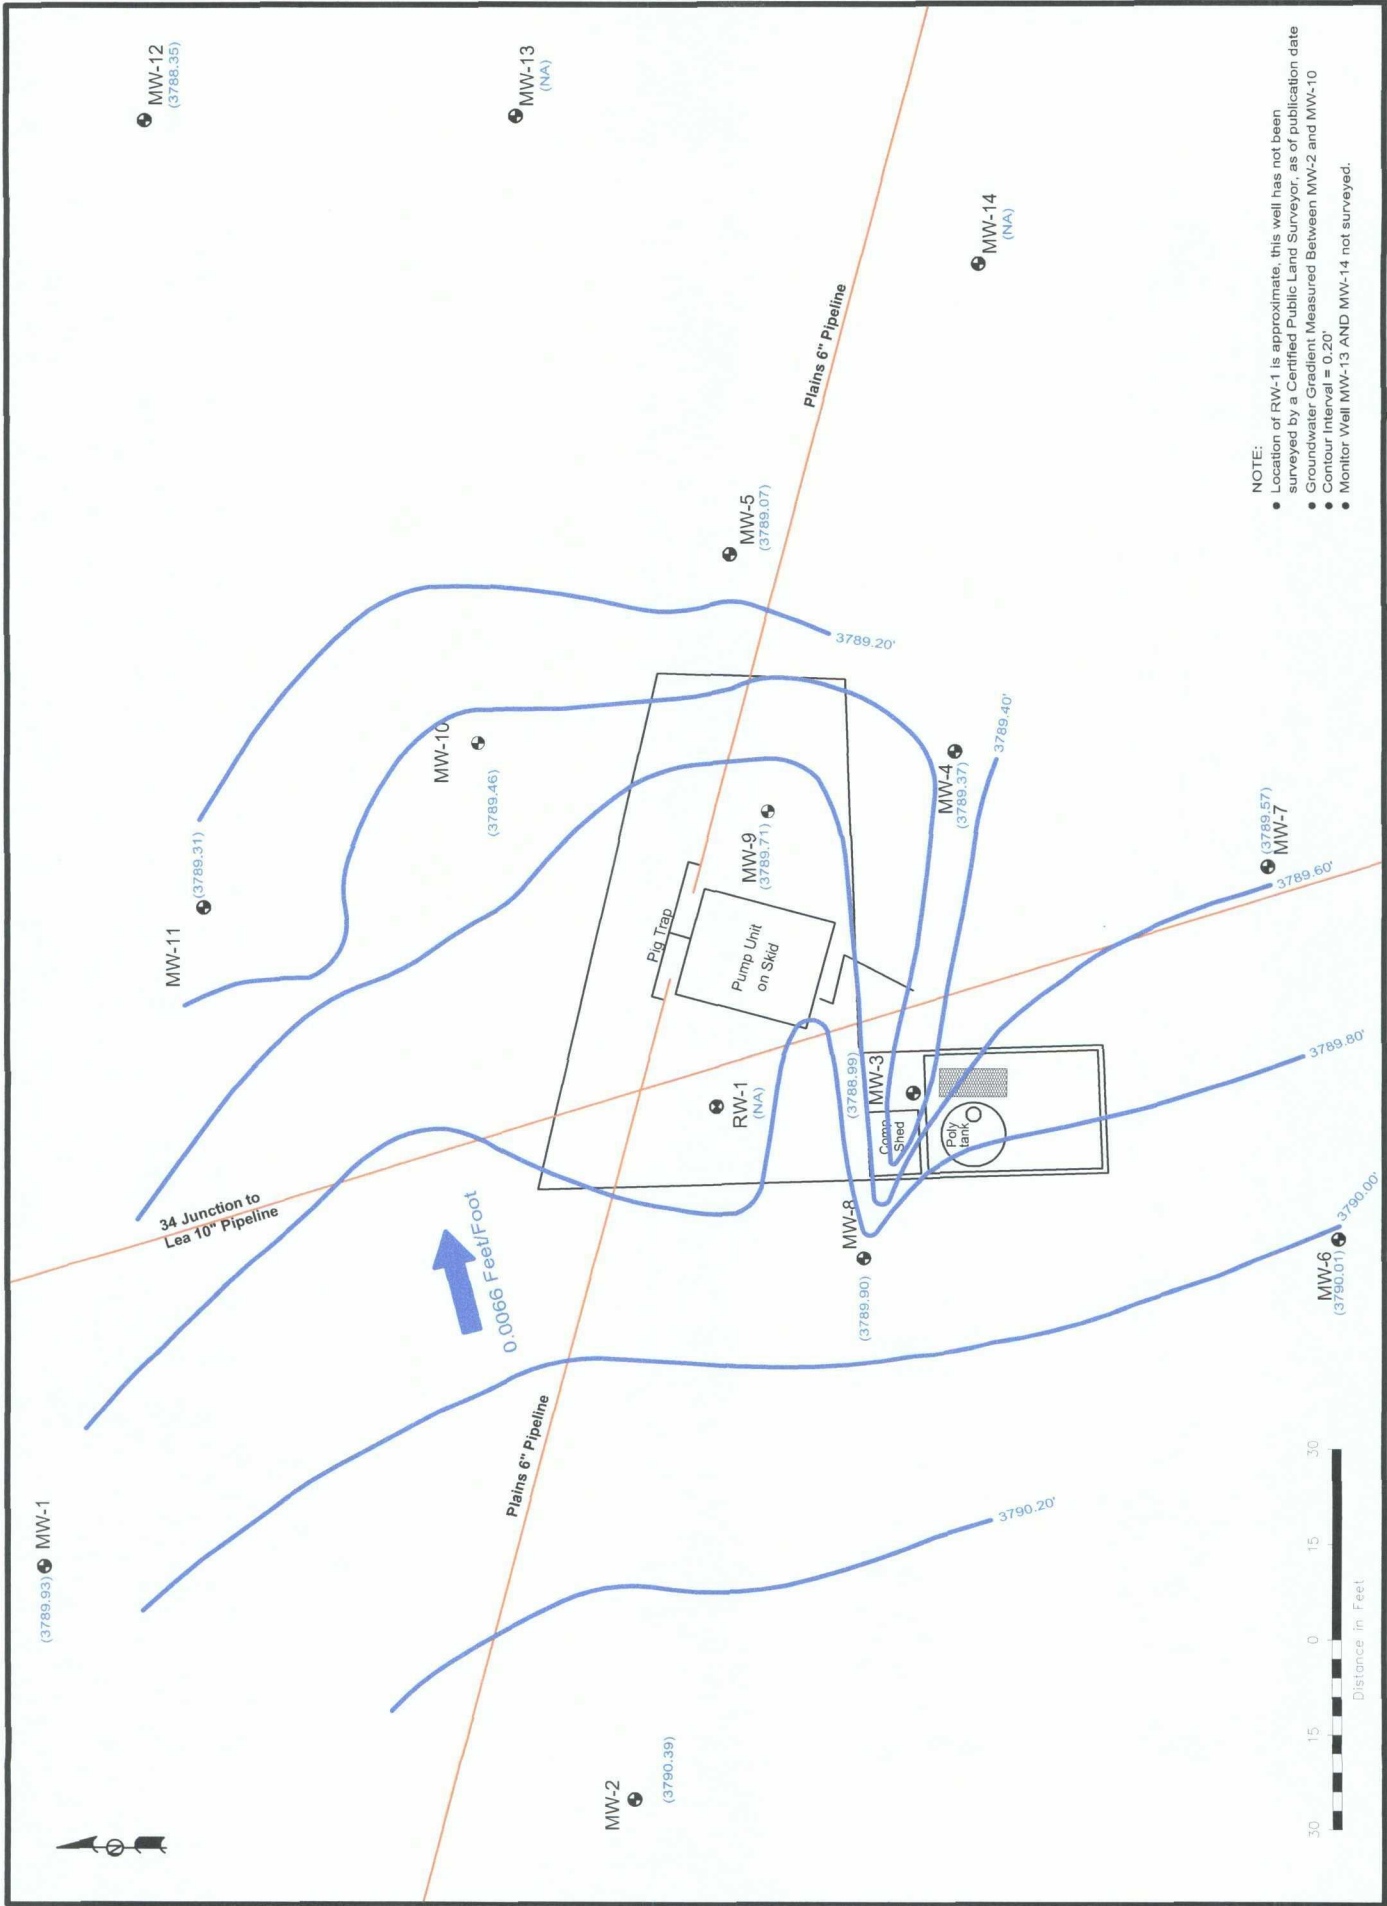 MW-12
(3788.35)
MW-13
(NA)
MW-14
(NA)
Plains 6" Pipeline
MW-5
(3789.07)
3789.20'
MW-10
(3789.46)
MW-11
(3789.31)
MW-9
(3789.71)
MW-4
(3789.37)
3789.40'
(3789.57)
MW-7
3789.60'
Pig Trap
Pump Unit
on Skid
RW-1
(NA)
(3788.99)
MW-3
Comp
Shed
Poly
tank
3789.80'
34 Junction to
Lea 10" Pipeline
0.0066 Feet/Foot
MW-8
(3789.90)
MW-6
(3790.01)
3790.00'
MW-1
(3789.93)
Plains 6" Pipeline
3790.20'
MW-2
(3790.39)
N
NOTE:
• Location of RW-1 is approximate, this well has not been
surveyed by a Certified Public Land Surveyor, as of publication date
• Groundwater Gradient Measured Between MW-2 and MW-10
• Contour Interval = 0.20'
• Monitor Well MW-13 AND MW-14 not surveyed.
30 15 0 15 30
Distance in Feet